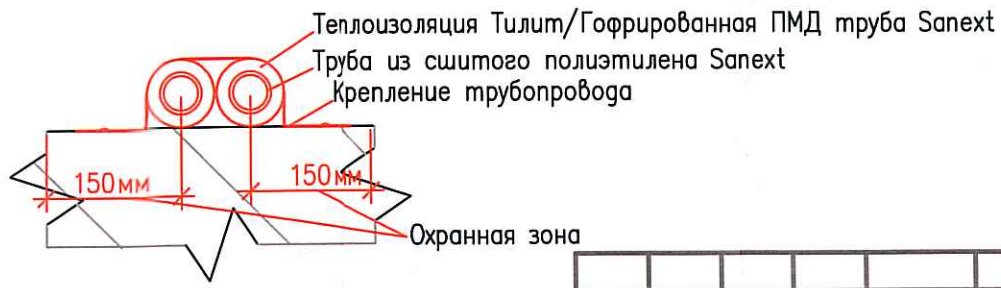 Теплоизоляция Тилит/Гофрированная ПМД труба Sanext
Труба из сшитого полиэтилена Sanext
Крепление трубопровода
150мм 150мм
Охранная зона